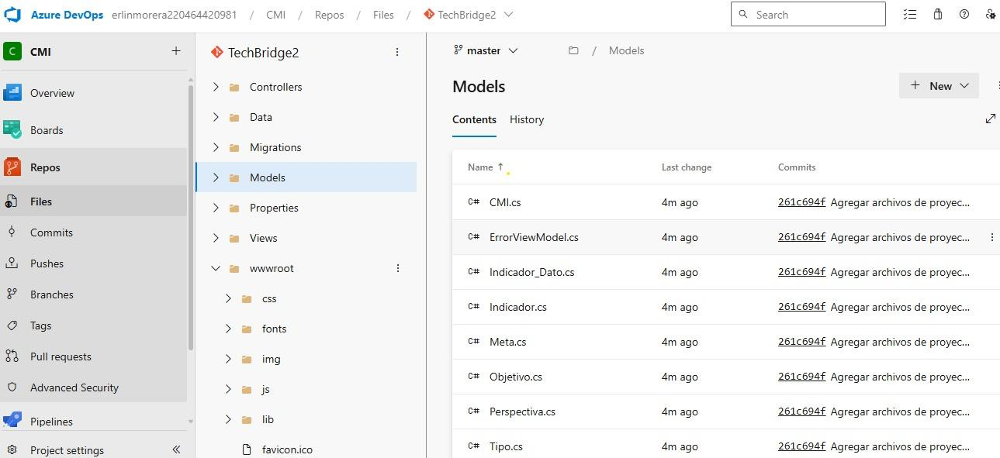 Azure DevOps erlinmorera220464420981 / CMI / Repos / Files / TechBridge2
Search
C CMI +
Overview
Boards
Repos
Files
Commits
Pushes
Branches
Tags
Pull requests
Advanced Security
Pipelines
Project settings
TechBridge2
Controllers
Data
Migrations
Models
Properties
Views
wwwroot
css
fonts
img
js
lib
favicon.ico
master / Models
Models
+ New
Contents History
Name ↑ Last change Commits
C# CMI.cs 4m ago 261c694f Agregar archivos de proyec...
C# ErrorViewModel.cs 4m ago 261c694f Agregar archivos de proyec...
C# Indicador_Dato.cs 4m ago 261c694f Agregar archivos de proyec...
C# Indicador.cs 4m ago 261c694f Agregar archivos de proyec...
C# Meta.cs 4m ago 261c694f Agregar archivos de proyec...
C# Objetivo.cs 4m ago 261c694f Agregar archivos de proyec...
C# Perspectiva.cs 4m ago 261c694f Agregar archivos de proyec...
C# Tipo.cs 4m ago 261c694f Agregar archivos de proyec...